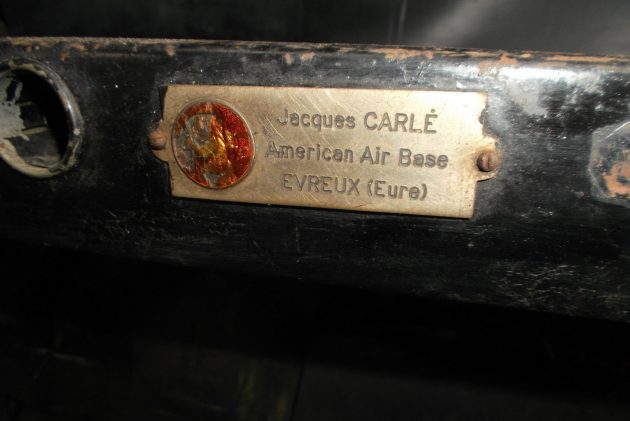 Jacques CARLÉ
American Air Base
EVREUX (Eure)